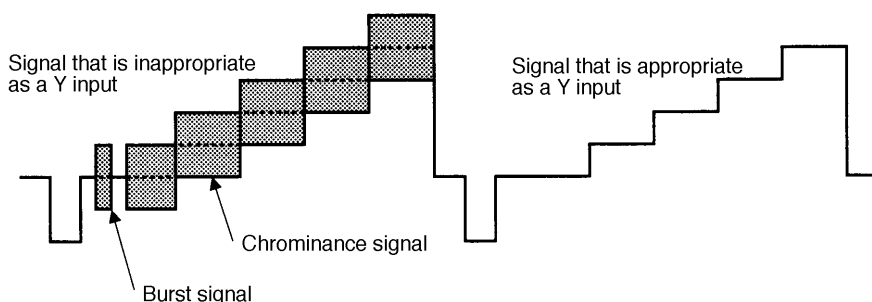 Signal that is inappropriate
as a Y input
Signal that is appropriate
as a Y input
Chrominance signal
Burst signal